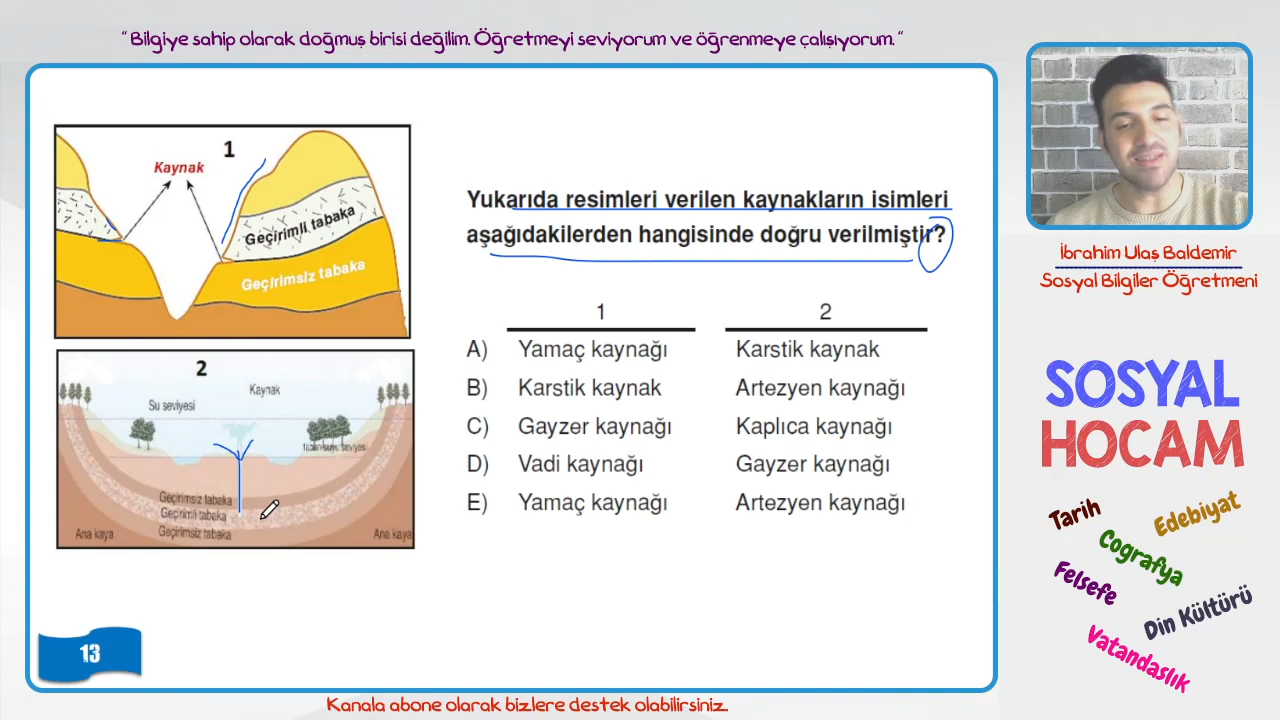 “ Bilgiye sahip olarak doğmuş birisi değilim. Öğretmeyi seviyorum ve öğrenmeye çalışıyorum. “
1
Kaynak
Geçirimli tabaka
Geçirimsiz tabaka
2
Kaynak
Su seviyesi
taban suyu seviyesi
Geçirimsiz tabaka
Geçirimli tabaka
Geçirimsiz tabaka
Ana kaya
Ana kaya
Yukarıda resimleri verilen kaynakların isimleri
aşağıdakilerden hangisinde doğru verilmiştir?
1 2
A) Yamaç kaynağı Karstik kaynak
B) Karstik kaynak Artezyen kaynağı
C) Gayzer kaynağı Kaplıca kaynağı
D) Vadi kaynağı Gayzer kaynağı
E) Yamaç kaynağı Artezyen kaynağı
13
İbrahim Ulaş Baldemir
Sosyal Bilgiler Öğretmeni
SOSYAL
HOCAM
Tarih
Edebiyat
Coğrafya
Felsefe
Din Kültürü
Vatandaslık
Kanala abone olarak bizlere destek olabilirsiniz.